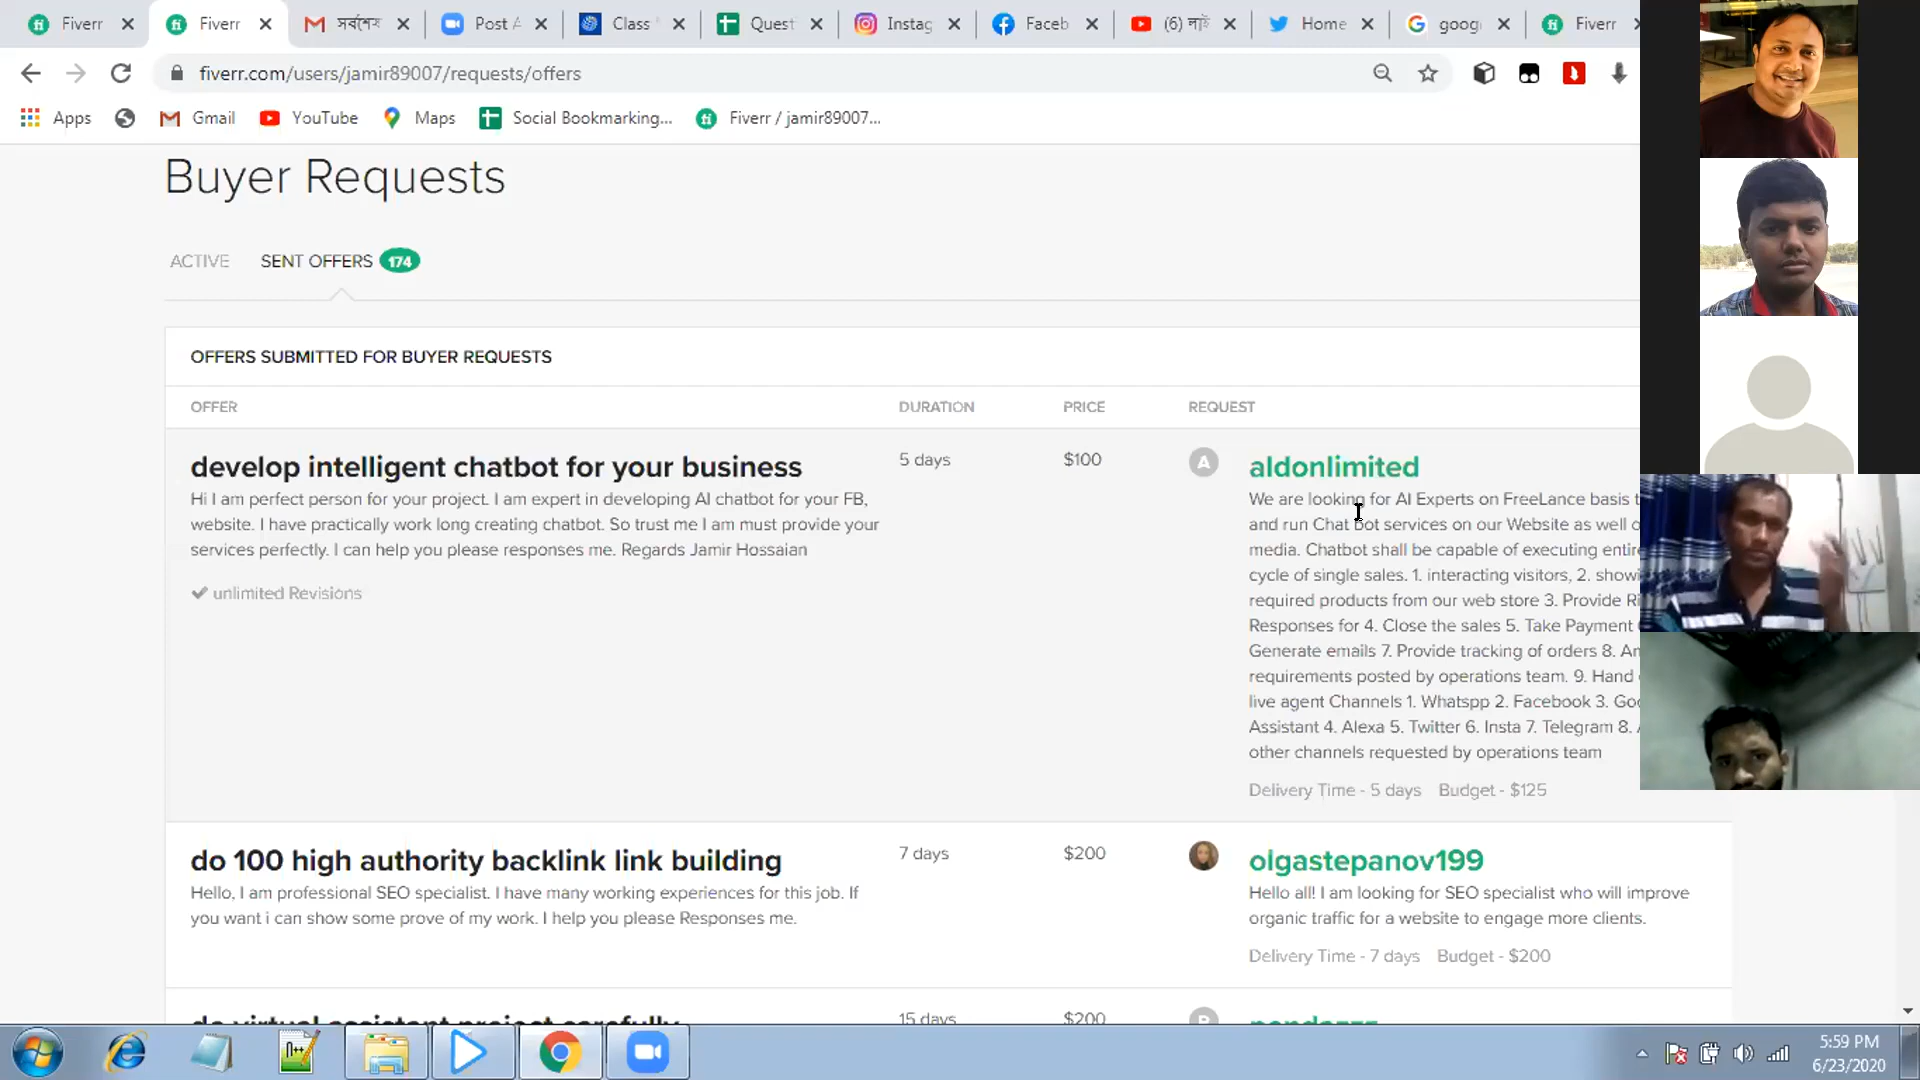 Fiverr
Fiverr
সর্বশেষ
Post A
Class
Quest
Instag
Faceb
(6) লাই
Home
goog
Fiverr
fiverr.com/users/jamir89007/requests/offers
Apps
Gmail
YouTube
Maps
Social Bookmarking...
Fiverr / jamir89007...
Buyer Requests
ACTIVE
SENT OFFERS 174
OFFERS SUBMITTED FOR BUYER REQUESTS
OFFER DURATION PRICE REQUEST
develop intelligent chatbot for your business
Hi I am perfect person for your project. I am expert in developing AI chatbot for your FB,
website. I have practically work long creating chatbot. So trust me I am must provide your
services perfectly. I can help you please responses me. Regards Jamir Hossaian
unlimited Revisions
5 days
$100
A
aldonlimited
We are looking for AI Experts on FreeLance basis t
and run Chat bot services on our Website as well o
media. Chatbot shall be capable of executing entir
cycle of single sales. 1. interacting visitors, 2. showi
required products from our web store 3. Provide Ri
Responses for 4. Close the sales 5. Take Payment
Generate emails 7. Provide tracking of orders 8. An
requirements posted by operations team. 9. Hand
live agent Channels 1. Whatspp 2. Facebook 3. Goo
Assistant 4. Alexa 5. Twitter 6. Insta 7. Telegram 8. A
other channels requested by operations team
Delivery Time - 5 days Budget - $125
do 100 high authority backlink link building
Hello, I am professional SEO specialist. I have many working experiences for this job. If
you want i can show some prove of my work. I help you please Responses me.
7 days
$200
olgastepanov199
Hello all! I am looking for SEO specialist who will improve
organic traffic for a website to engage more clients.
Delivery Time - 7 days Budget - $200
do virtual assistant project carefully
15 days
$200
5:59 PM
6/23/2020